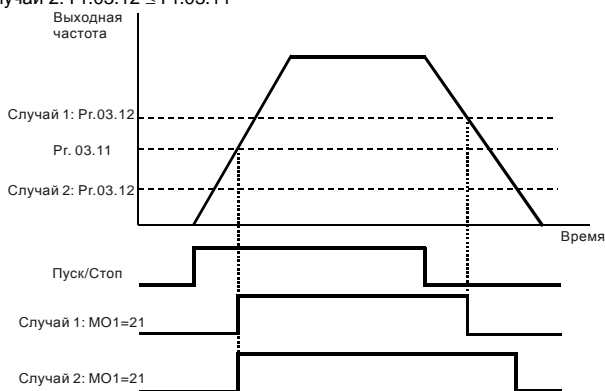 Случай 2: Pr.03.12 ≤ Pr.03.11
Выходная
частота
Случай 1: Pr.03.12
Pr. 03.11
Случай 2: Pr.03.12
Время
Пуск/Стоп
Случай 1: MO1=21
Случай 2: MO1=21